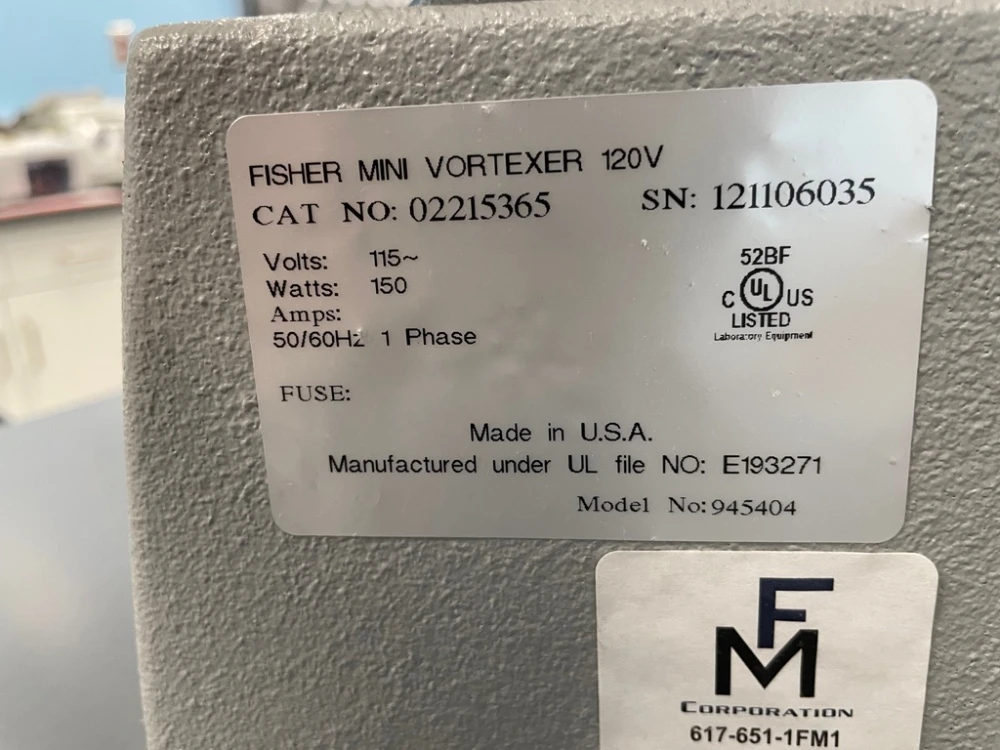 FISHER MINI VORTEXER 120V
CAT NO: 02215365 SN: 121106035
Volts: 115~
Watts: 150
Amps:
50/60Hz 1 Phase
FUSE:
52BF
C UL US
LISTED
Laboratory Equipment
Made in U.S.A.
Manufactured under UL file NO: E193271
Model No:945404
FM
CORPORATION
617-651-1FM1